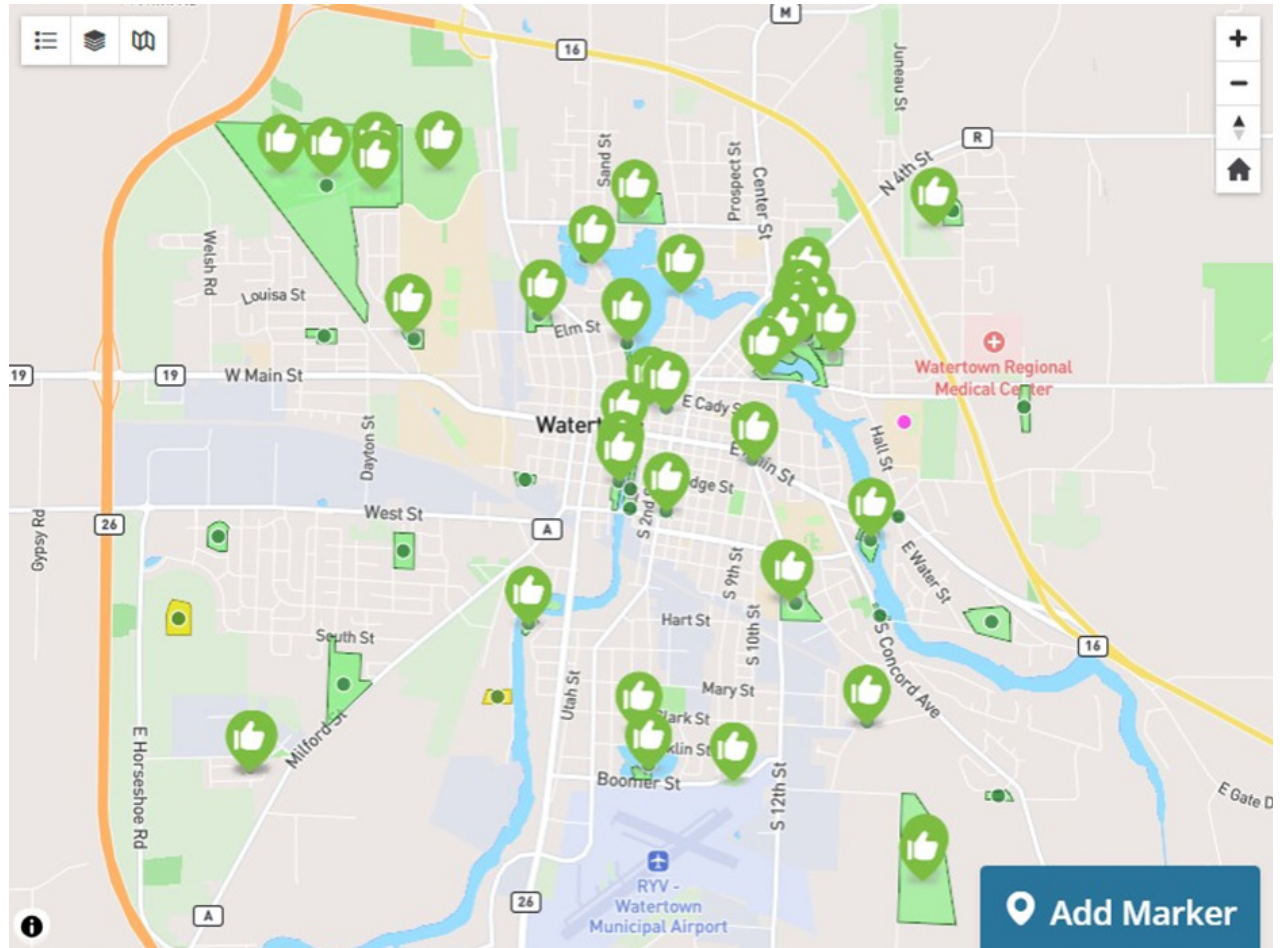 M
16
Juneau St
Sand St
Prospect St
Center St
R
N 4th St
Welsh Rd
Louisa St
Elm St
19
19
W Main St
Watertown Regional
Medical Center
E Cady
Dayton St
Hall St
West St
A
26
Gypsy Rd
S 2nd
S 9th St
E Water St
Hart St
S 10th St
South St
16
S Concord Ave
Utah St
Mary St
E Horseshoe Rd
Milford St
Boomer St
S 12th St
E Gate D
RYV -
Watertown
Municipal Airport
26
A
Add Marker